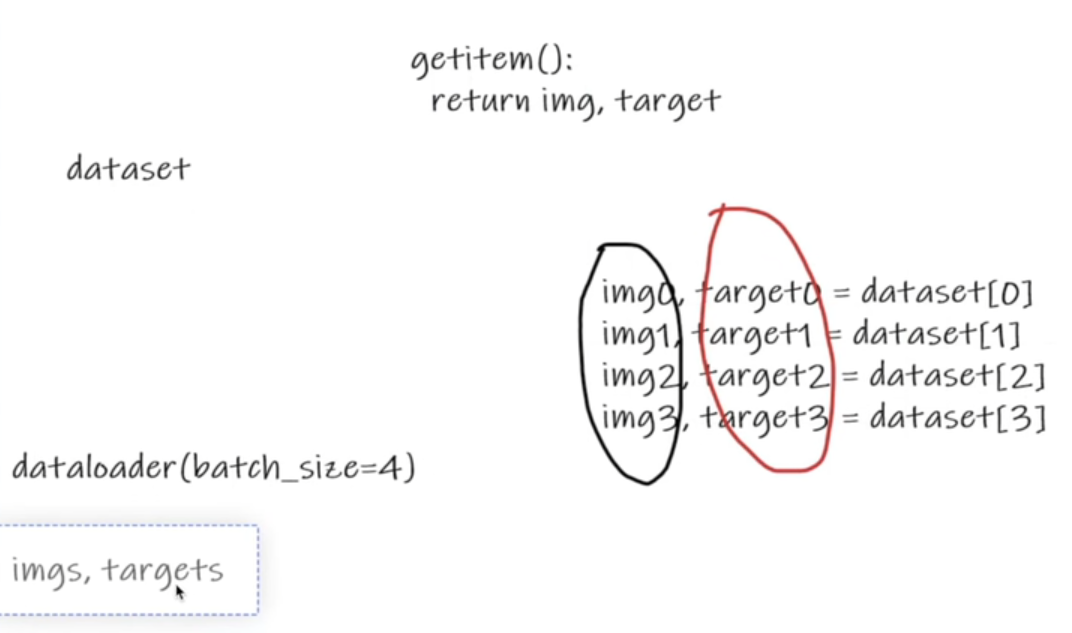 getitem():
return img, target
dataset
img0, target0 = dataset[0]
img1, target1 = dataset[1]
img2, target2 = dataset[2]
img3, target3 = dataset[3]
dataloader(batch_size=4)
imgs, targets